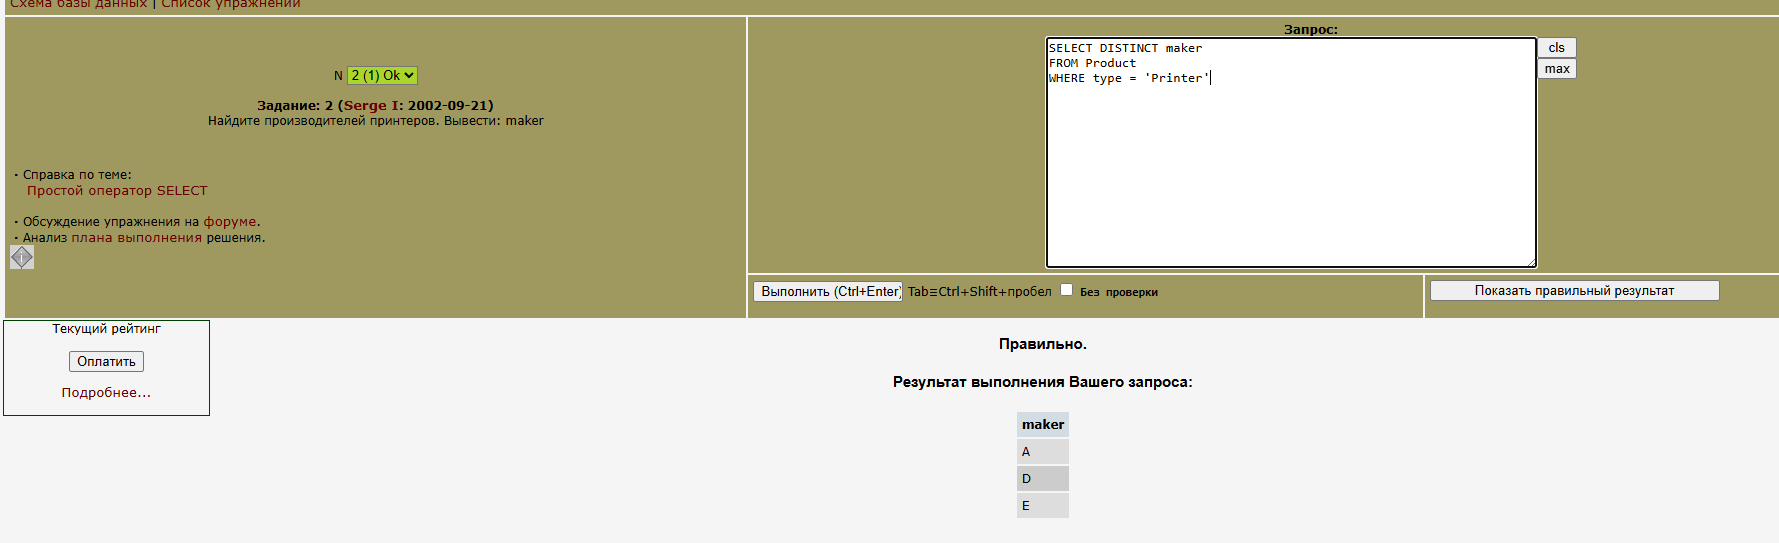 Схема базы данных | Список упражнений
N 2 (1) Ok
Задание: 2 (Serge I: 2002-09-21)
Найдите производителей принтеров. Вывести: maker
· Справка по теме:
Простой оператор SELECT
· Обсуждение упражнения на форуме.
· Анализ плана выполнения решения.
Запрос:
SELECT DISTINCT maker
FROM Product
WHERE type = 'Printer'
cls
max
Выполнить (Ctrl+Enter) Tab≡Ctrl+Shift+пробел Без проверки
Показать правильный результат
Текущий рейтинг
Оплатить
Подробнее...
Правильно.
Результат выполнения Вашего запроса:
maker
A
D
E